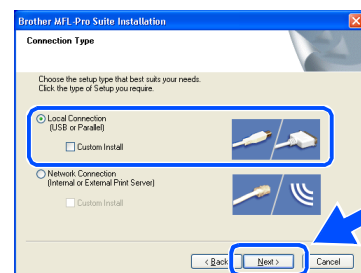 Brother MFL-Pro Suite Installation
Connection Type
Choose the setup type that best suits your needs.
Click the type of Setup you require.
Local Connection
(USB or Parallel)
Custom Install
Network Connection
(Internal or External Print Server)
Custom Install
< Back
Next >
Cancel